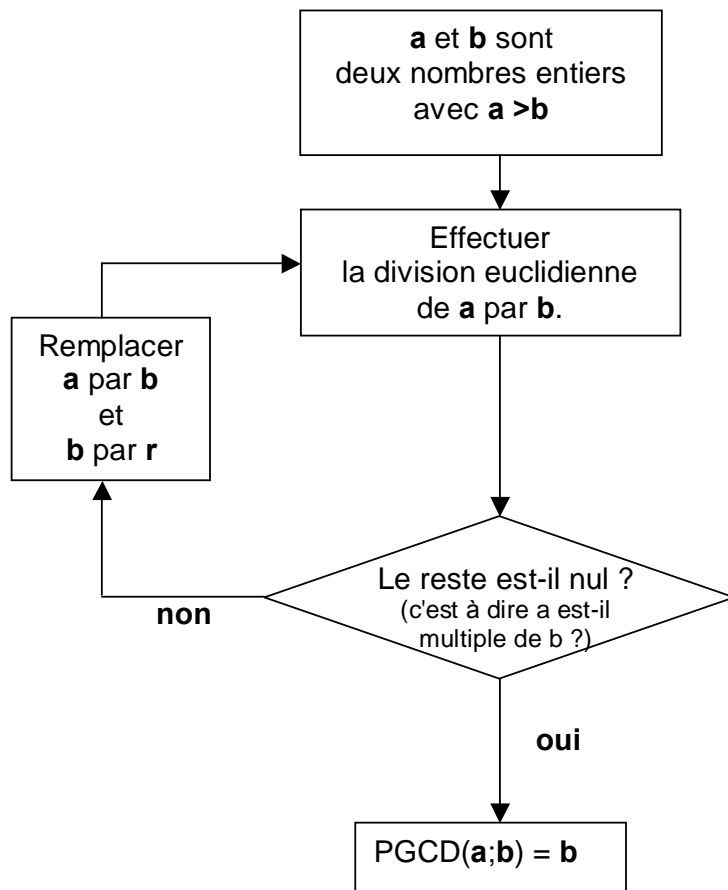 a et b sont
deux nombres entiers
avec a >b
Effectuer
la division euclidienne
de a par b.
Remplacer
a par b
et
b par r
Le reste est-il nul ?
(c'est à dire a est-il
multiple de b ?)
non
oui
PGCD(a;b) = b